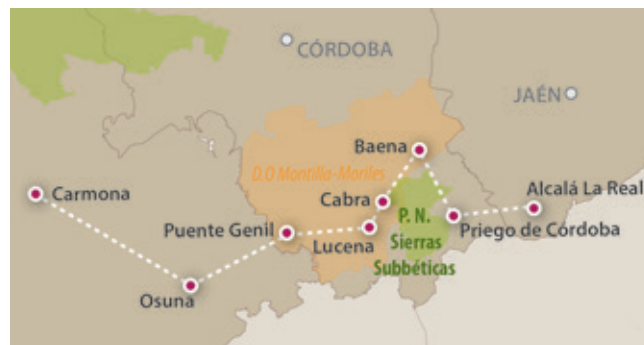 CÓRDOBA
JAÉN
Baena
D.O Montilla-Moriles
Carmona
Cabra
Alcalá La Real
Puente Genil
Lucena
P. N.
Sierras
Subbéticas
Priego de Córdoba
Osuna